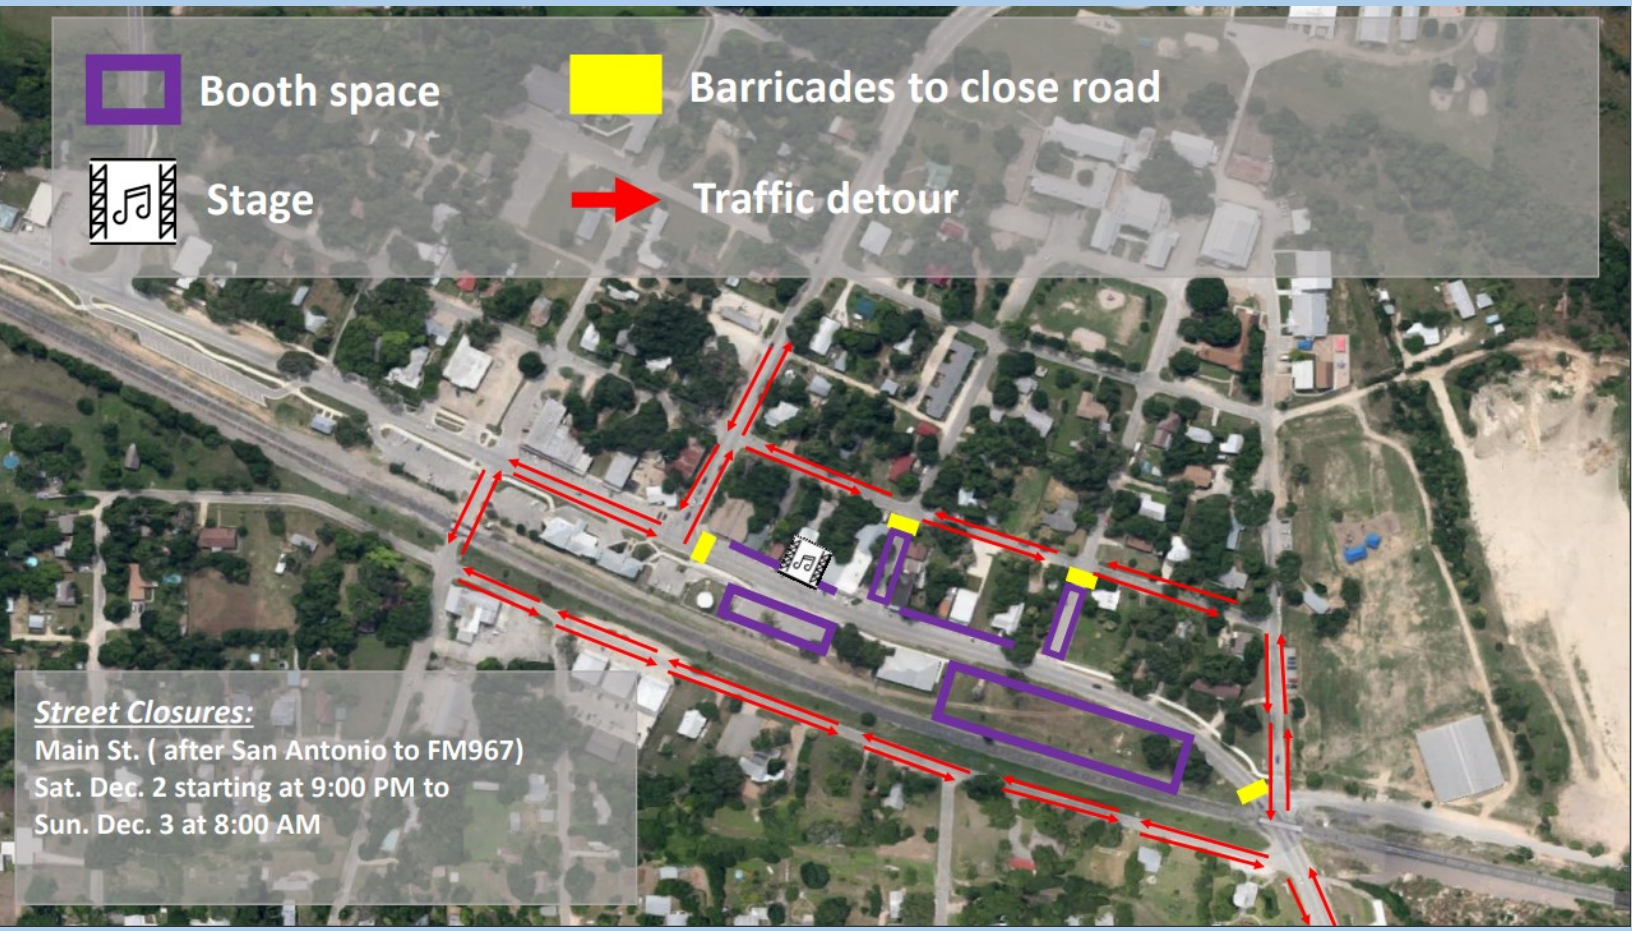 Booth space
Barricades to close road
Stage
Traffic detour
Street Closures:
Main St. ( after San Antonio to FM967)
Sat. Dec. 2 starting at 9:00 PM to
Sun. Dec. 3 at 8:00 AM